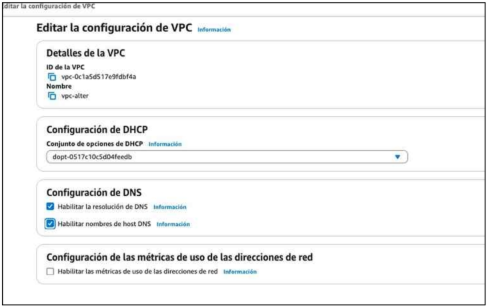 ditar la configuración de VPC
Editar la configuración de VPC Información
Detalles de la VPC
ID de la VPC
vpc-0c1a5d517e9fdbf4a
Nombre
vpc-alter
Configuración de DHCP
Conjunto de opciones de DHCP Información
dopt-0517c10c5d04feedb
Configuración de DNS
Habilitar la resolución de DNS Información
Habilitar nombres de host DNS Información
Configuración de las métricas de uso de las direcciones de red
Habilitar las métricas de uso de las direcciones de red Información